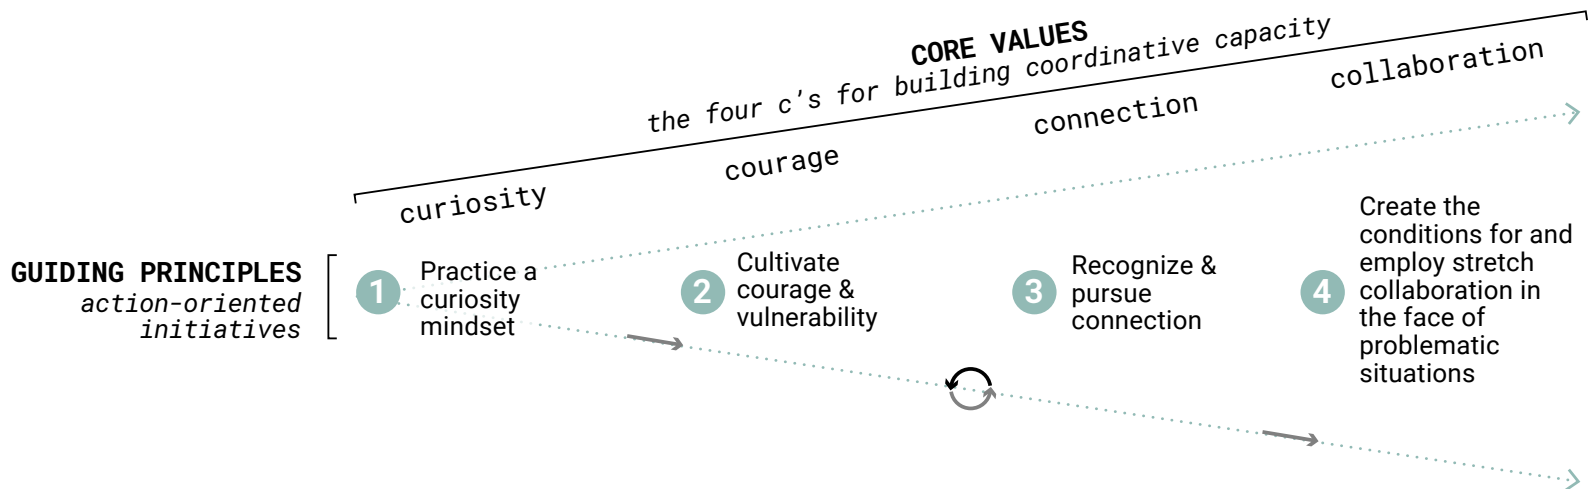 CORE VALUES
the four c's for building coordinative capacity
curiosity
courage
connection
collaboration
GUIDING PRINCIPLES
action-oriented
initiatives
1
Practice a
curiosity
mindset
2
Cultivate
courage &
vulnerability
3
Recognize &
pursue
connection
4
Create the
conditions for and
employ stretch
collaboration in
the face of
problematic
situations